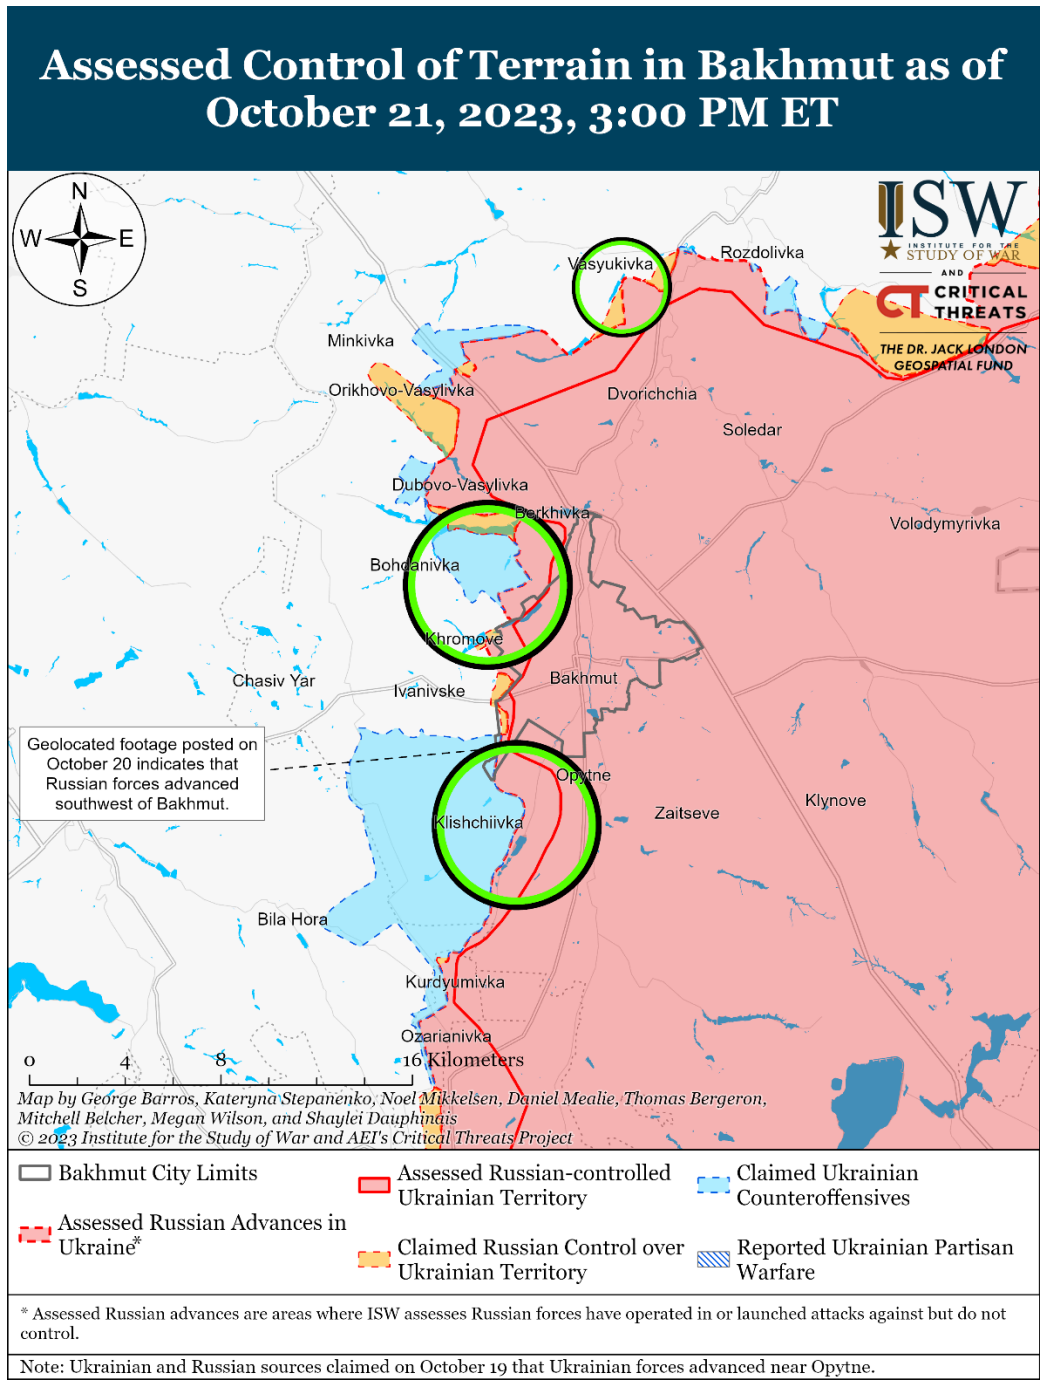 Assessed Control of Terrain in Bakhmut as of
October 21, 2023, 3:00 PM ET
N
W
E
S
ISW
INSTITUTE FOR THE
STUDY OF WAR
AND
CT CRITICAL
THREATS
THE DR. JACK LONDON
GEOSPATIAL FUND
Vasyukivka
Rozdolivka
Minkivka
Orikhovo-Vasylivka
Dvorichchia
Soledar
Dubovo-Vasylivka
Berkhivka
Volodymyrivka
Bohdanivka
Khromove
Chasiv Yar
Ivanivske
Bakhmut
Geolocated footage posted on
October 20 indicates that
Russian forces advanced
southwest of Bakhmut.
Opytne
Klishchiivka
Zaitseve
Klynove
Bila Hora
Kurdyumivka
Ozarianivka
0 4 8 16 Kilometers
Map by George Barros, Kateryna Stepanenko, Noel Mikkelsen, Daniel Mealie, Thomas Bergeron,
Mitchell Belcher, Megan Wilson, and Shaylei Dauphinais
© 2023 Institute for the Study of War and AEI's Critical Threats Project
Bakhmut City Limits
Assessed Russian Advances in
Ukraine*
Assessed Russian-controlled
Ukrainian Territory
Claimed Russian Control over
Ukrainian Territory
Claimed Ukrainian
Counteroffensives
Reported Ukrainian Partisan
Warfare
* Assessed Russian advances are areas where ISW assesses Russian forces have operated in or launched attacks against but do not
control.
Note: Ukrainian and Russian sources claimed on October 19 that Ukrainian forces advanced near Opytne.